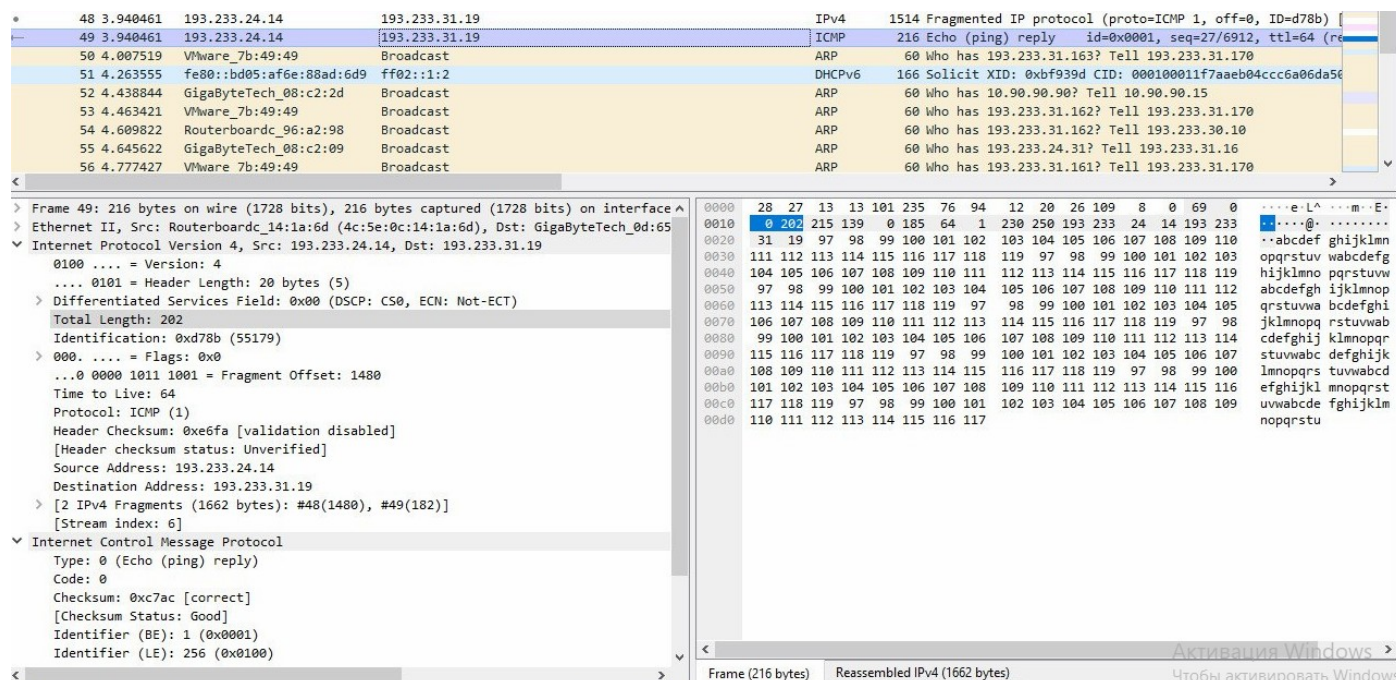 48 3.940461 193.233.24.14 193.233.31.19 IPv4 1514 Fragmented IP protocol (proto=ICMP 1, off=0, ID=d78b) [
49 3.940461 193.233.24.14 193.233.31.19 ICMP 216 Echo (ping) reply id=0x0001, seq=27/6912, ttl=64 (re
50 4.007519 VMware_7b:49:49 Broadcast ARP 60 Who has 193.233.31.163? Tell 193.233.31.170
51 4.263555 fe80::bd05:af6e:88ad:6d9 ff02::1:2 DHCPv6 166 Solicit XID: 0xbf939d CID: 000100011f7aaeb04ccc6a06da5
52 4.438844 GigaByteTech_08:c2:2d Broadcast ARP 60 Who has 10.90.90.90? Tell 10.90.90.15
53 4.463421 VMware_7b:49:49 Broadcast ARP 60 Who has 193.233.31.162? Tell 193.233.31.170
54 4.609822 Routerboardc_96:a2:98 Broadcast ARP 60 Who has 193.233.31.162? Tell 193.233.30.10
55 4.645622 GigaByteTech_08:c2:09 Broadcast ARP 60 Who has 193.233.24.31? Tell 193.233.31.16
56 4.777427 VMware_7b:49:49 Broadcast ARP 60 Who has 193.233.31.161? Tell 193.233.31.170
Frame 49: 216 bytes on wire (1728 bits), 216 bytes captured (1728 bits) on interface
Ethernet II, Src: Routerboardc_14:1a:6d (4c:5e:0c:14:1a:6d), Dst: GigaByteTech_0d:65
Internet Protocol Version 4, Src: 193.233.24.14, Dst: 193.233.31.19
0100 .... = Version: 4
.... 0101 = Header Length: 20 bytes (5)
Differentiated Services Field: 0x00 (DSCP: CS0, ECN: Not-ECT)
Total Length: 202
Identification: 0xd78b (55179)
000. .... = Flags: 0x0
...0 0000 1011 1001 = Fragment Offset: 1480
Time to Live: 64
Protocol: ICMP (1)
Header Checksum: 0xe6fa [validation disabled]
[Header checksum status: Unverified]
Source Address: 193.233.24.14
Destination Address: 193.233.31.19
[2 IPv4 Fragments (1662 bytes): #48(1480), #49(182)]
[Stream index: 6]
Internet Control Message Protocol
Type: 0 (Echo (ping) reply)
Code: 0
Checksum: 0xc7ac [correct]
[Checksum Status: Good]
Identifier (BE): 1 (0x0001)
Identifier (LE): 256 (0x0100)
0000 28 27 13 13 101 235 76 94 12 20 26 109 8 0 69 0 ····e·L^ ···m··E·
0010 0 202 215 139 0 185 64 1 230 250 193 233 24 14 193 233 ······@· ········
0020 31 19 97 98 99 100 101 102 103 104 105 106 107 108 109 110 ··abcdef ghijklmn
0030 111 112 113 114 115 116 117 118 119 97 98 99 100 101 102 103 opqrstuv wabcdefg
0040 104 105 106 107 108 109 110 111 112 113 114 115 116 117 118 119 hijklmno pqrstuvw
0050 97 98 99 100 101 102 103 104 105 106 107 108 109 110 111 112 abcdefgh ijklmnop
0060 113 114 115 116 117 118 119 97 98 99 100 101 102 103 104 105 qrstuvwa bcdefghi
0070 106 107 108 109 110 111 112 113 114 115 116 117 118 119 97 98 jklmnopq rstuvwab
0080 99 100 101 102 103 104 105 106 107 108 109 110 111 112 113 114 cdefghij klmnopqr
0090 115 116 117 118 119 97 98 99 100 101 102 103 104 105 106 107 stuvwabc defghijk
00a0 108 109 110 111 112 113 114 115 116 117 118 119 97 98 99 100 lmnopqrs tuvwabcd
00b0 101 102 103 104 105 106 107 108 109 110 111 112 113 114 115 116 efghijkl mnopqrst
00c0 117 118 119 97 98 99 100 101 102 103 104 105 106 107 108 109 uvwabcde fghijklm
00d0 110 111 112 113 114 115 116 117 nopqrstu
Активация Windows
Frame (216 bytes) Reassembled IPv4 (1662 bytes)
Чтобы активировать Windows